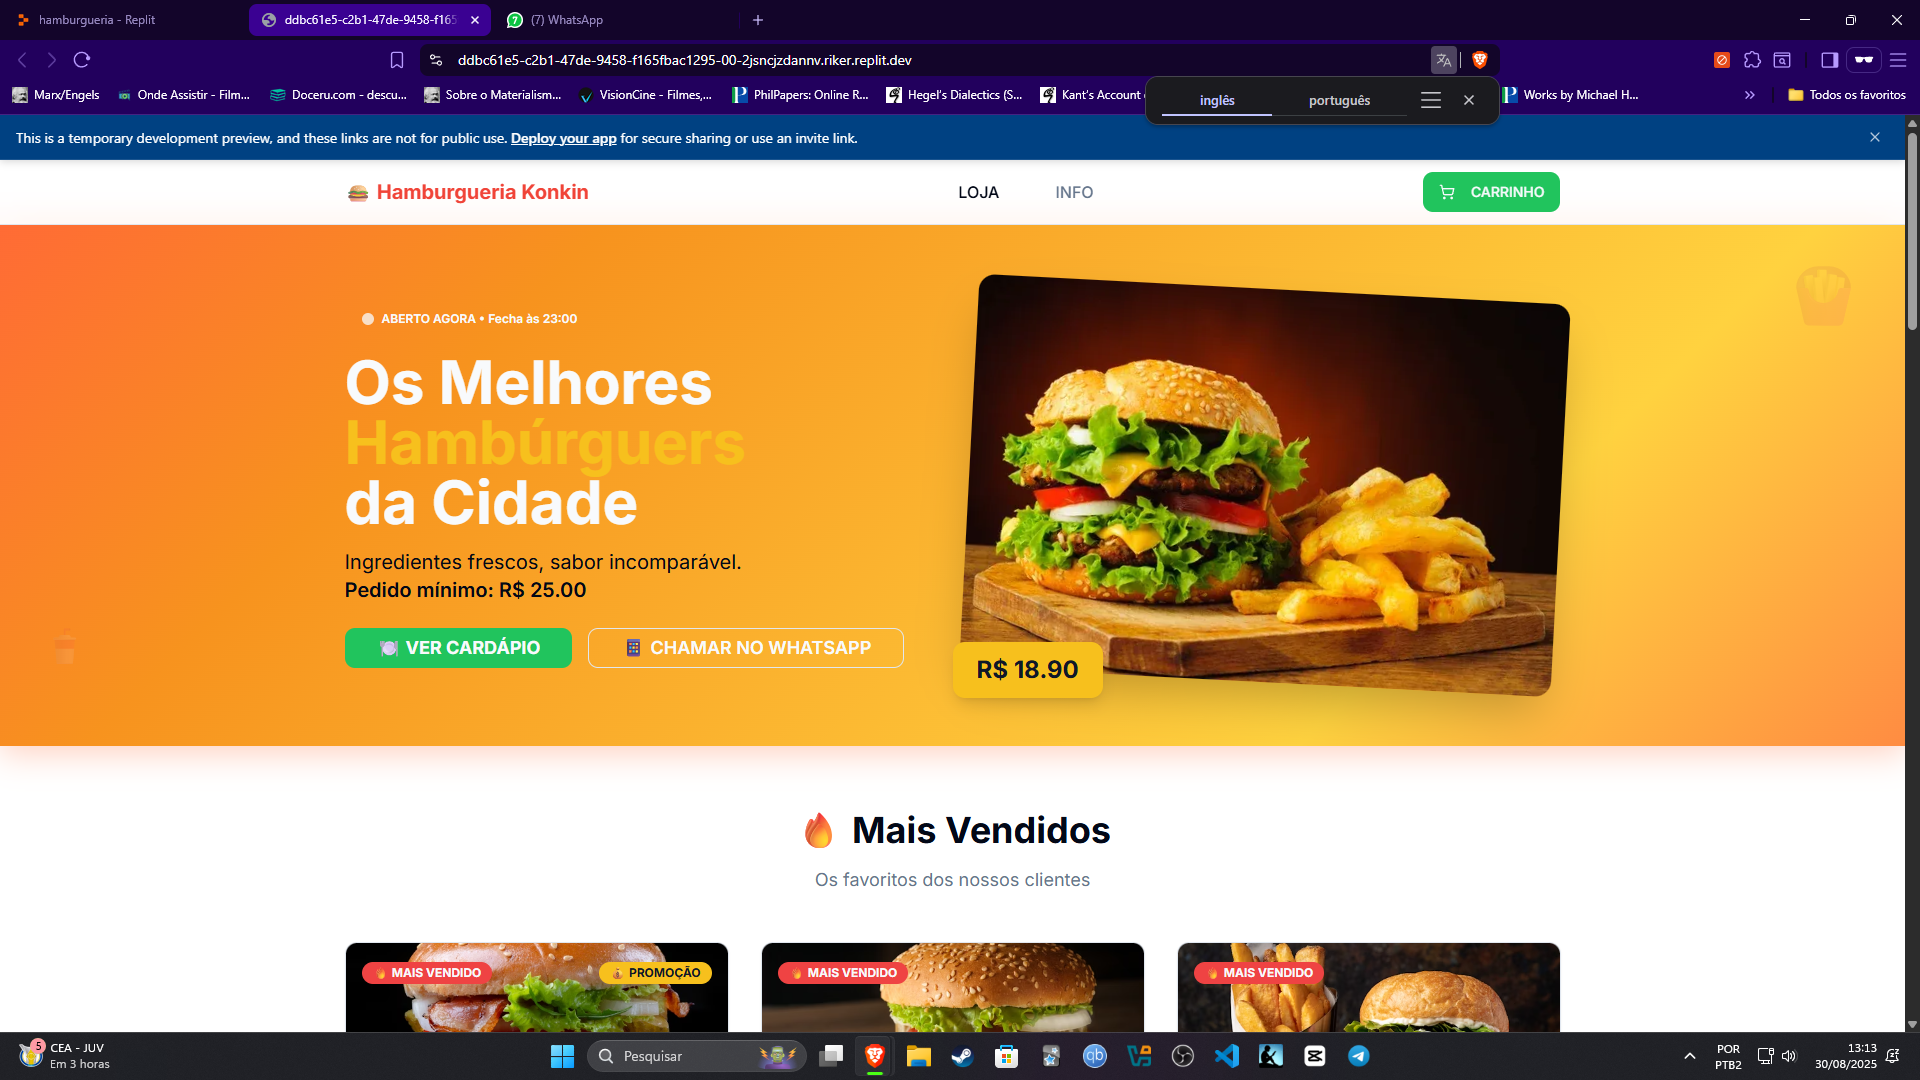 hamburgueria - Replit
ddbc61e5-c2b1-47de-9458-f165
(7) WhatsApp
ddbc61e5-c2b1-47de-9458-f165fbac1295-00-2jsncjzdannv.riker.replit.dev
Marx/Engels
Onde Assistir - Film...
Doceru.com - descu...
Sobre o Materialism...
VisionCine - Filmes,...
PhilPapers: Online R...
Hegel's Dialectics (S...
Kant's Account
inglês
português
Works by Michael H...
Todos os favoritos
This is a temporary development preview, and these links are not for public use. Deploy your app for secure sharing or use an invite link.
Hamburgueria Konkin
LOJA
INFO
CARRINHO
ABERTO AGORA • Fecha às 23:00
Os Melhores
Hambúrguers
da Cidade
Ingredientes frescos, sabor incomparável.
Pedido mínimo: R$ 25.00
VER CARDÁPIO
CHAMAR NO WHATSAPP
R$ 18.90
Mais Vendidos
Os favoritos dos nossos clientes
MAIS VENDIDO
PROMOÇÃO
MAIS VENDIDO
MAIS VENDIDO
5
CEA - JUV
Em 3 horas
Pesquisar
qb
POR
PTB2
13:13
30/08/2025